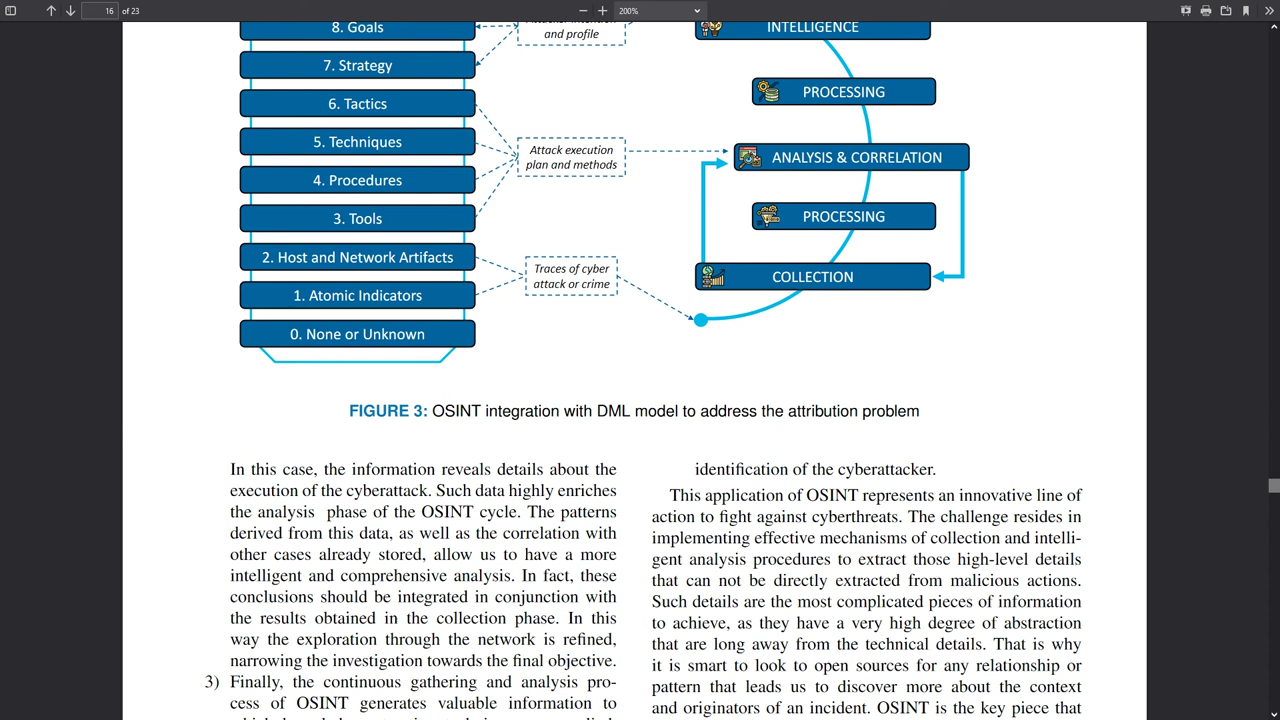 16 of 23
200%
8. Goals
7. Strategy
6. Tactics
5. Techniques
4. Procedures
3. Tools
2. Host and Network Artifacts
1. Atomic Indicators
0. None or Unknown
and profile
Attack execution
plan and methods
Traces of cyber
attack or crime
INTELLIGENCE
PROCESSING
ANALYSIS & CORRELATION
PROCESSING
COLLECTION
FIGURE 3: OSINT integration with DML model to address the attribution problem
In this case, the information reveals details about the
execution of the cyberattack. Such data highly enriches
the analysis phase of the OSINT cycle. The patterns
derived from this data, as well as the correlation with
other cases already stored, allow us to have a more
intelligent and comprehensive analysis. In fact, these
conclusions should be integrated in conjunction with
the results obtained in the collection phase. In this
way the exploration through the network is refined,
narrowing the investigation towards the final objective.
3) Finally, the continuous gathering and analysis pro-
cess of OSINT generates valuable information to
identification of the cyberattacker.
This application of OSINT represents an innovative line of
action to fight against cyberthreats. The challenge resides in
implementing effective mechanisms of collection and intelli-
gent analysis procedures to extract those high-level details
that can not be directly extracted from malicious actions.
Such details are the most complicated pieces of information
to achieve, as they have a very high degree of abstraction
that are long away from the technical details. That is why
it is smart to look to open sources for any relationship or
pattern that leads us to discover more about the context
and originators of an incident. OSINT is the key piece that